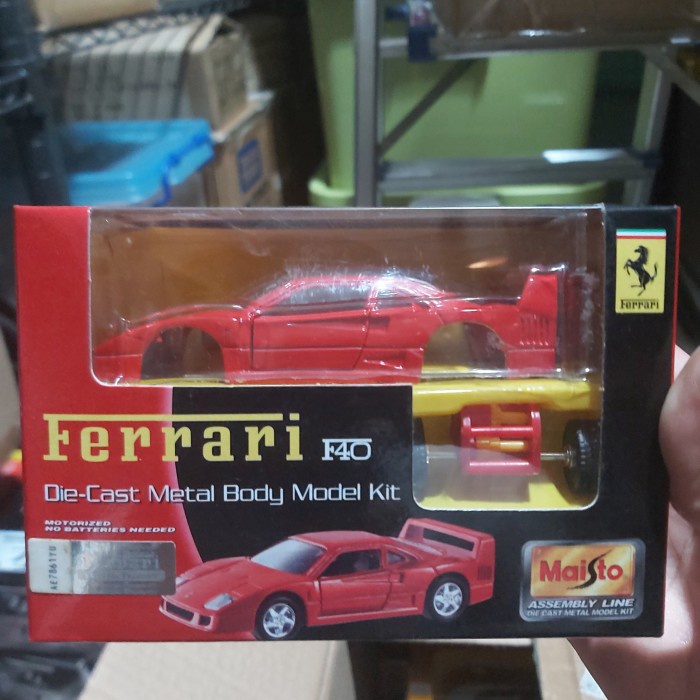 Ferrari
Ferrari F40
Die-Cast Metal Body Model Kit
MOTORIZED
NO BATTERIES NEEDED
AE7861YU
Maisto
ASSEMBLY LINE
DIE CAST METAL MODEL KIT